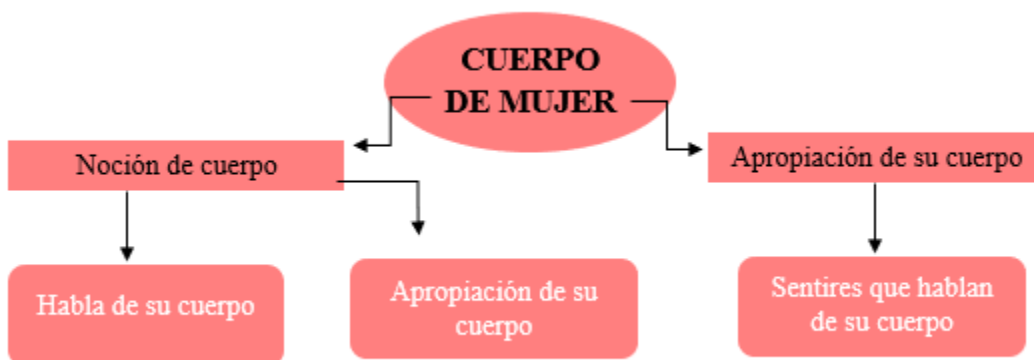 CUERPO
DE MUJER
Noción de cuerpo
Apropiación de su cuerpo
Habla de su cuerpo
Apropiación de su
cuerpo
Sentires que hablan
de su cuerpo